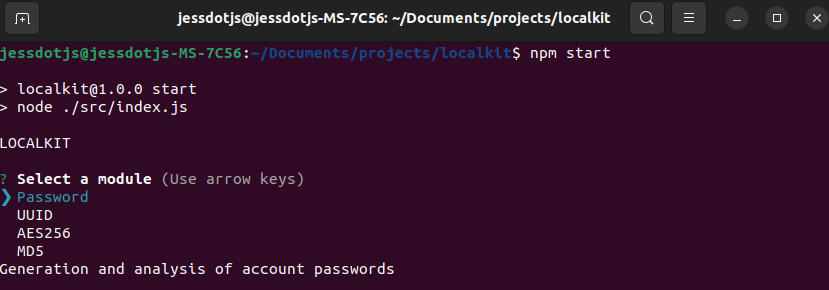 jessdotjs@jessdotjs-MS-7C56: ~/Documents/projects/localkit
jessdotjs@jessdotjs-MS-7C56:~/Documents/projects/localkit$ npm start
> localkit@1.0.0 start
> node ./src/index.js
LOCALKIT
? Select a module (Use arrow keys)
❯ Password
UUID
AES256
MD5
Generation and analysis of account passwords